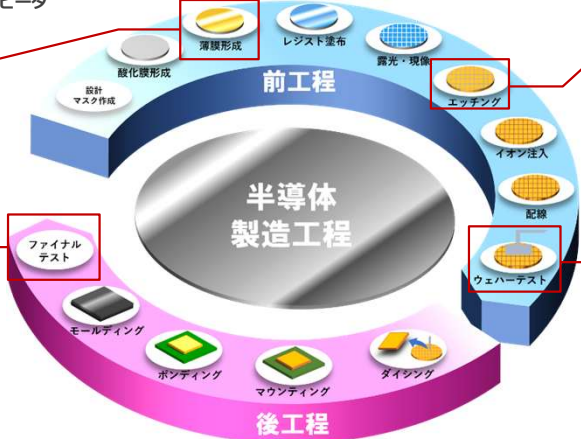 ヒータ
薄膜形成
レジスト塗布
露光・現像
酸化膜形成
設計
マスク作成
前工程
エッチング
イオン注入
配線
ウェハーテスト
半導体
製造工程
ファイナル
テスト
モールディング
ボンディング
マウンティング
ダイシング
後工程